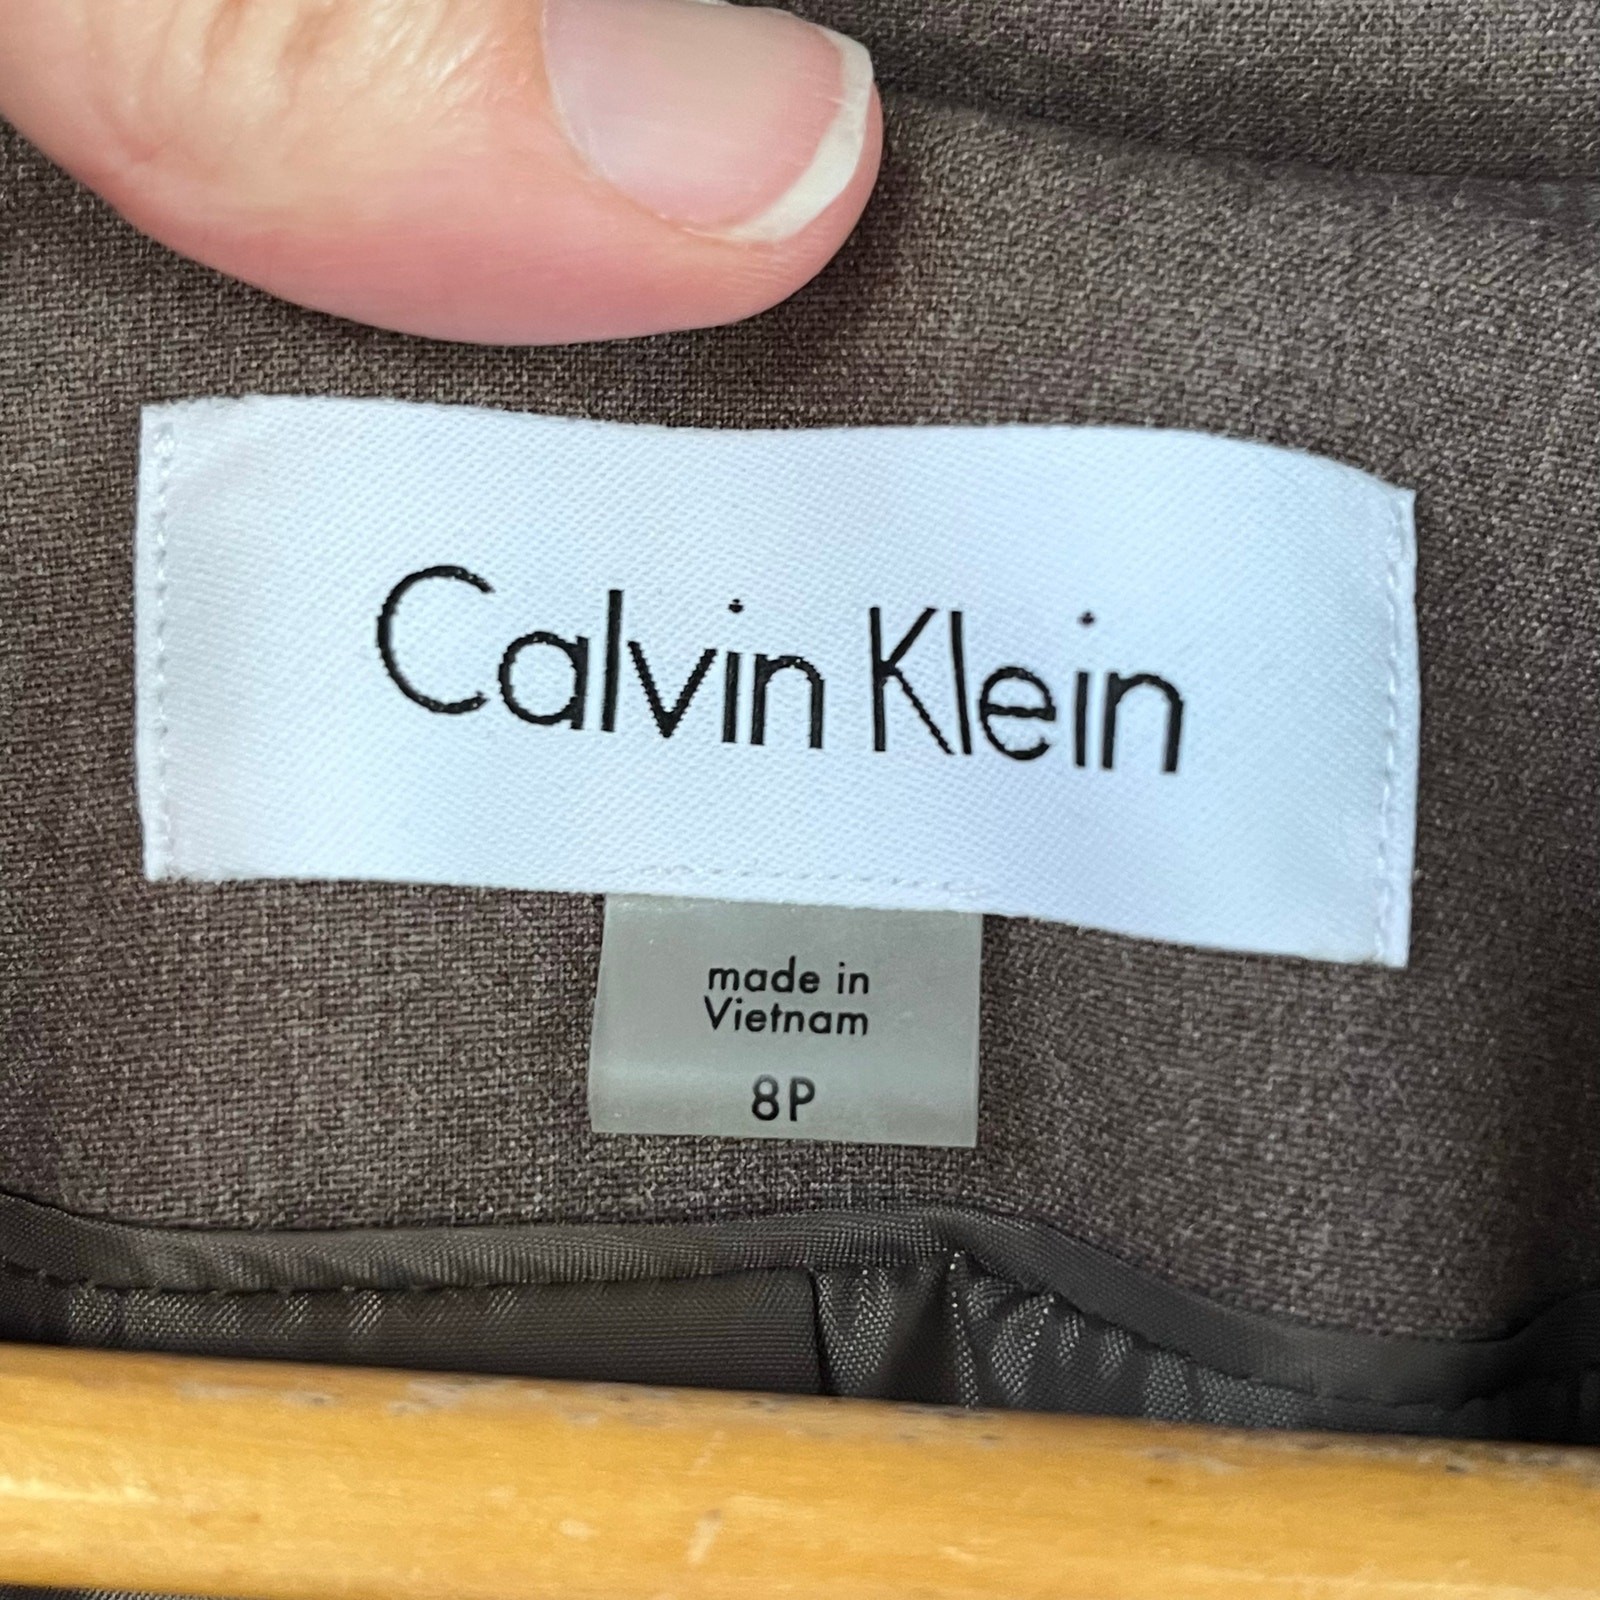 Calvin Klein
made in
Vietnam
8P